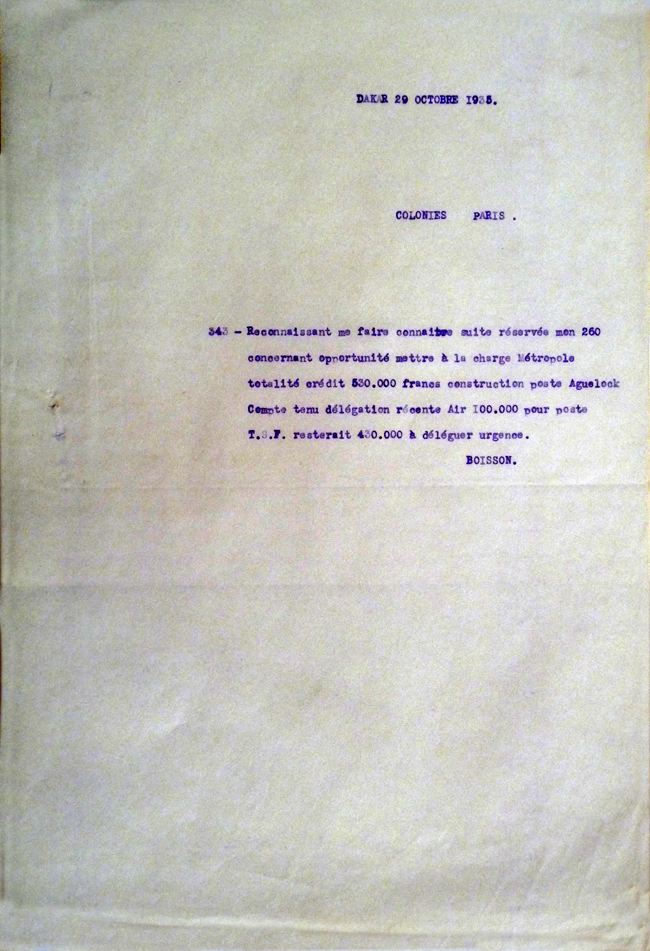 DAKAR 29 OCTOBRE 1935.
COLONIES PARIS .
343 - Reconnaissant me faire connaitre suite réservée mon 260
concernant opportunité mettre à la charge Métropole
totalité crédit 530.000 francs construction poste Aguelock
Compte tenu délégation récente Air I00.000 pour poste
T.S.F. resterait 430.000 à déléguer urgence.
BOISSON.